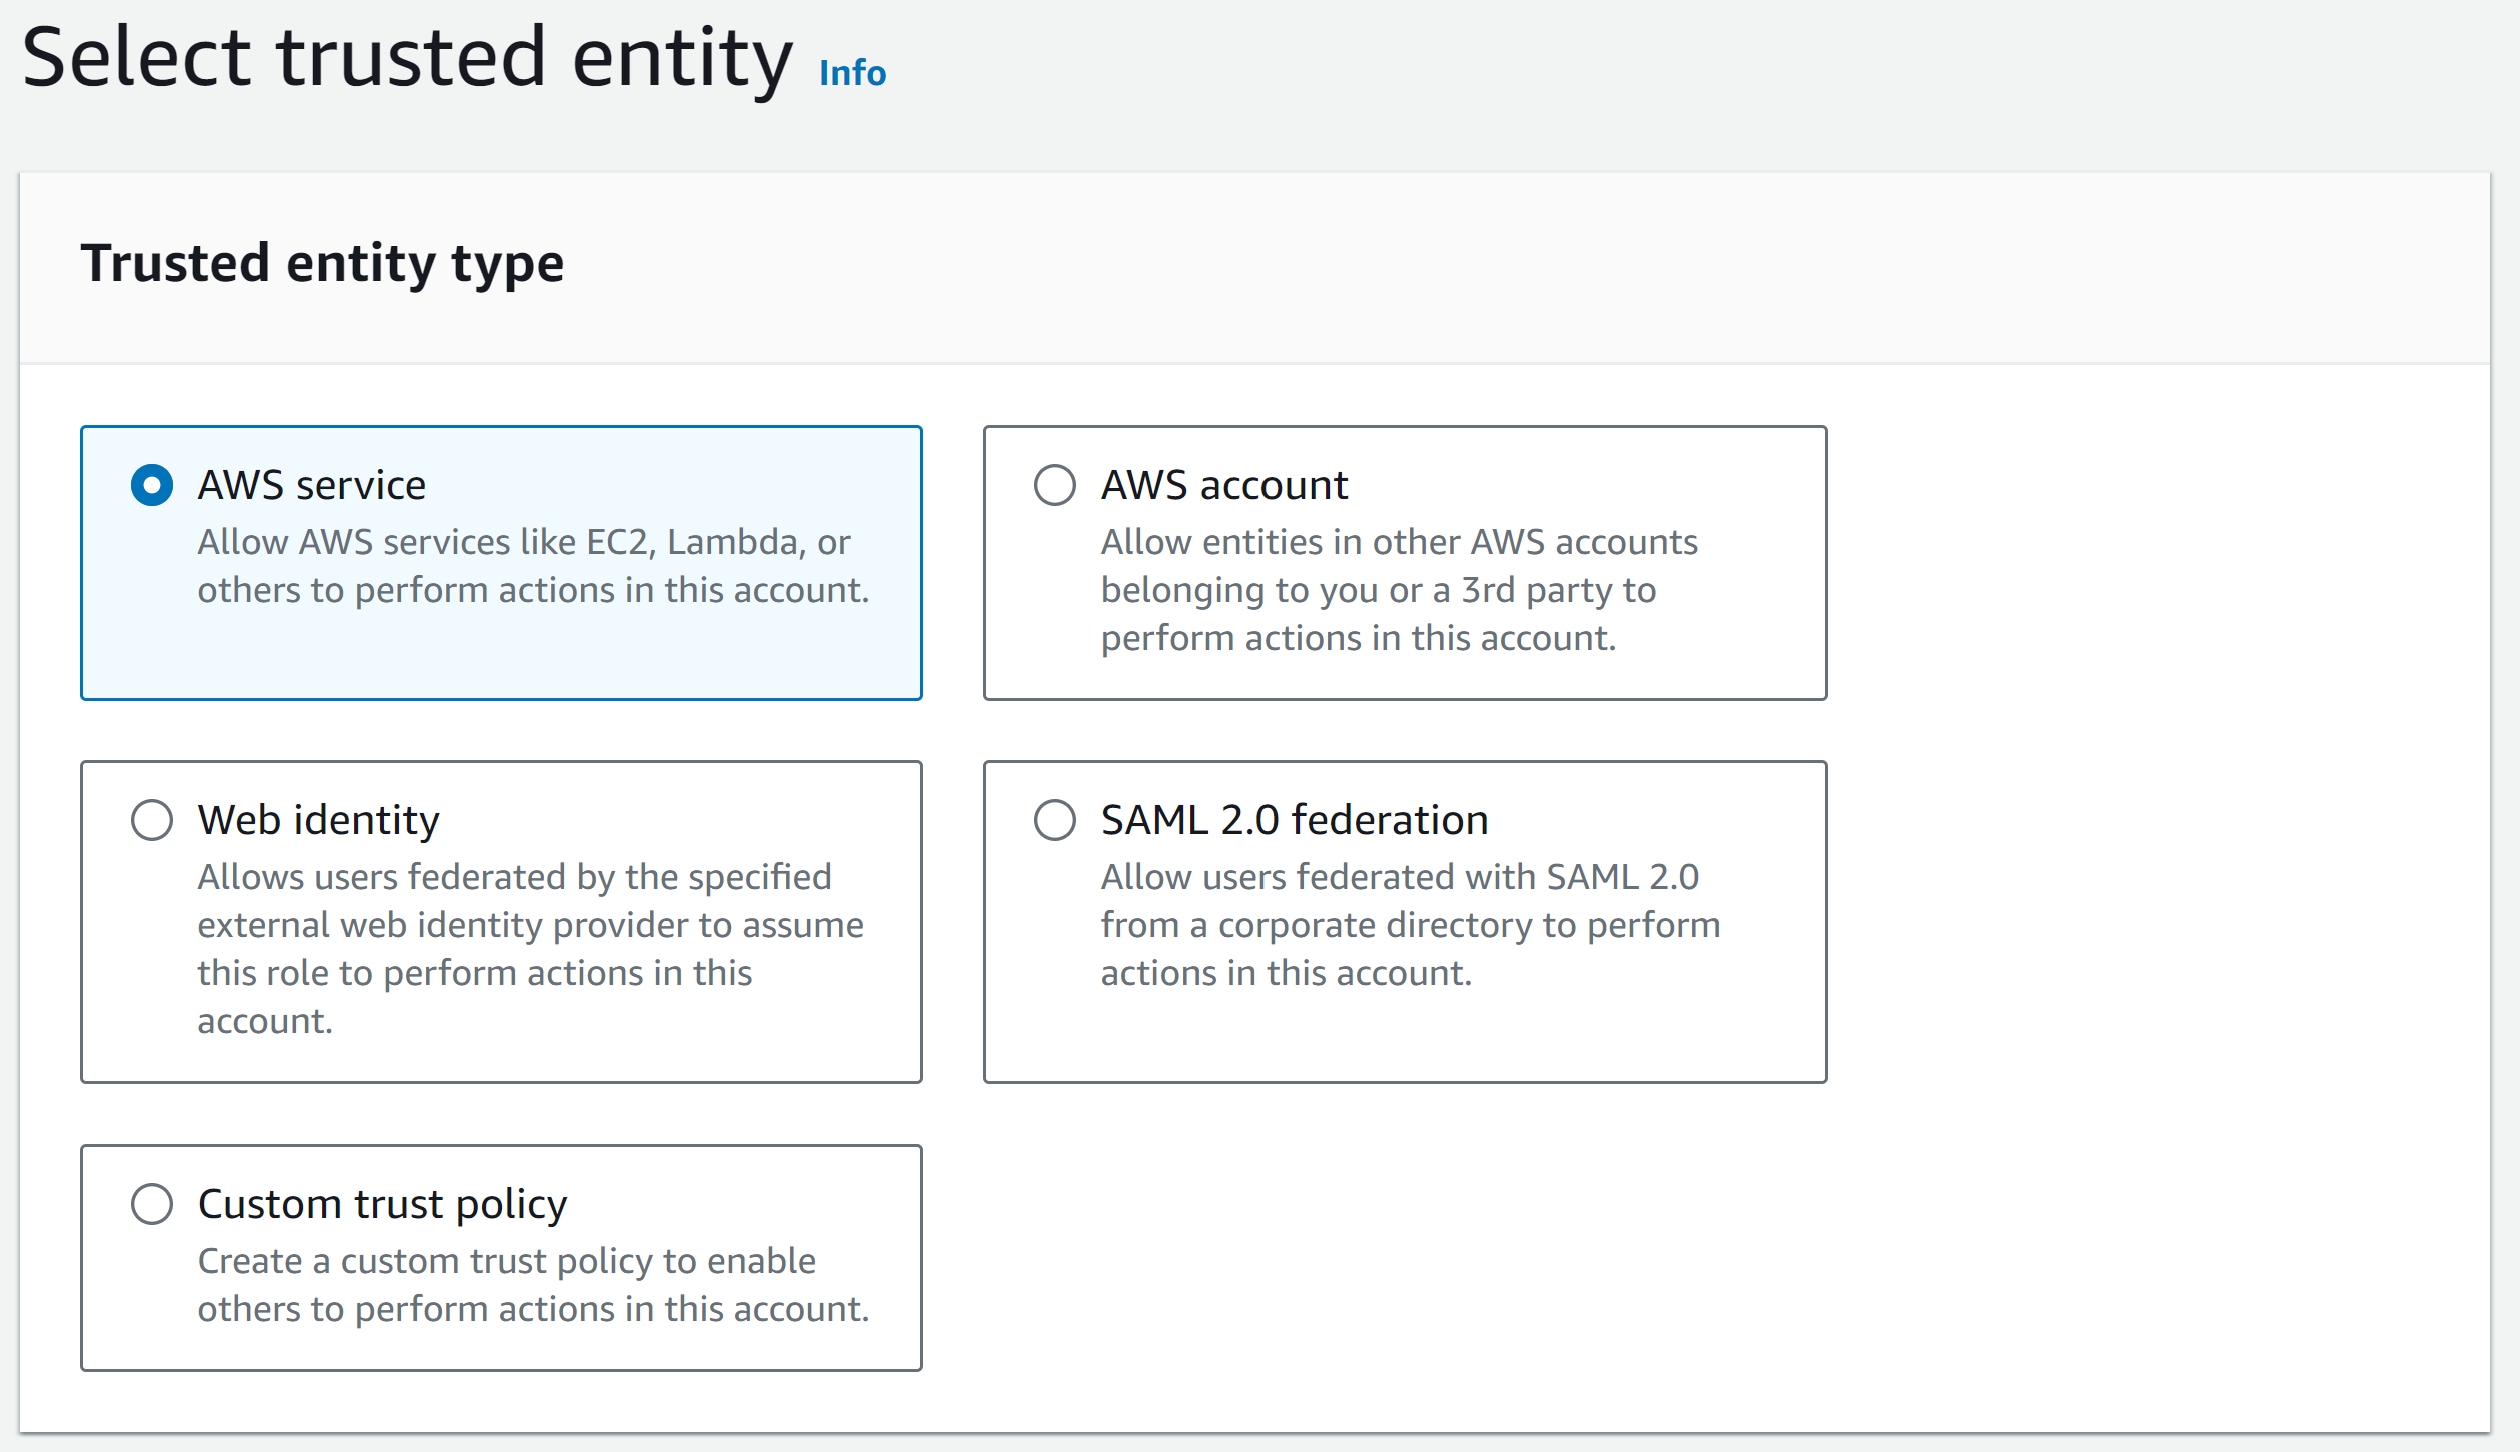 Select trusted entity Info
Trusted entity type
AWS service
Allow AWS services like EC2, Lambda, or
others to perform actions in this account.
AWS account
Allow entities in other AWS accounts
belonging to you or a 3rd party to
perform actions in this account.
Web identity
Allows users federated by the specified
external web identity provider to assume
this role to perform actions in this
account.
SAML 2.0 federation
Allow users federated with SAML 2.0
from a corporate directory to perform
actions in this account.
Custom trust policy
Create a custom trust policy to enable
others to perform actions in this account.